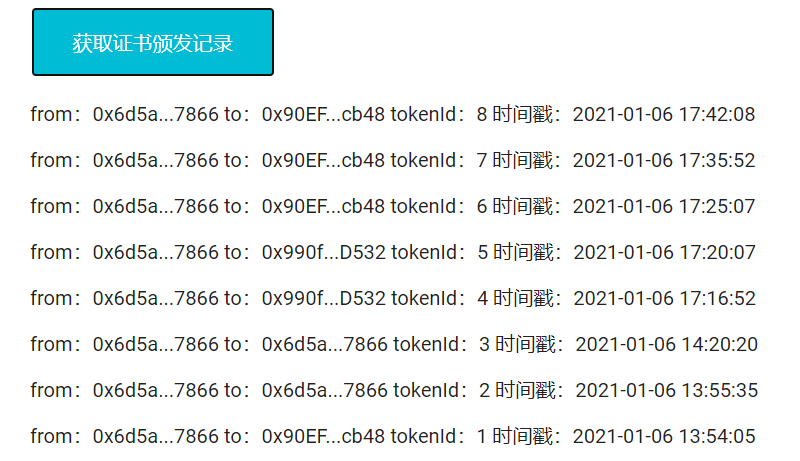 获取证书颁发记录
from：0x6d5a...7866 to：0x90EF...cb48 tokenId：8 时间戳：2021-01-06 17:42:08
from：0x6d5a...7866 to：0x90EF...cb48 tokenId：7 时间戳：2021-01-06 17:35:52
from：0x6d5a...7866 to：0x90EF...cb48 tokenId：6 时间戳：2021-01-06 17:25:07
from：0x6d5a...7866 to：0x990f...D532 tokenId：5 时间戳：2021-01-06 17:20:07
from：0x6d5a...7866 to：0x990f...D532 tokenId：4 时间戳：2021-01-06 17:16:52
from：0x6d5a...7866 to：0x6d5a...7866 tokenId：3 时间戳：2021-01-06 14:20:20
from：0x6d5a...7866 to：0x6d5a...7866 tokenId：2 时间戳：2021-01-06 13:55:35
from：0x6d5a...7866 to：0x90EF...cb48 tokenId：1 时间戳：2021-01-06 13:54:05